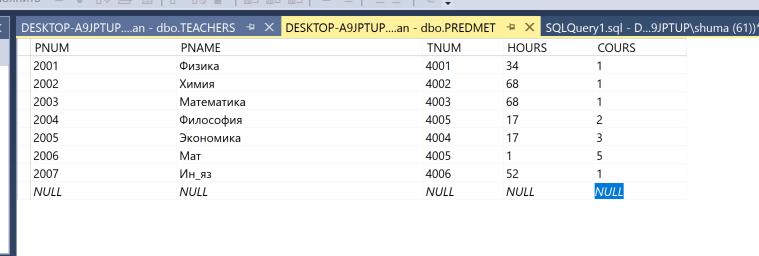 DESKTOP-A9JPTUP....an - dbo.TEACHERS DESKTOP-A9JPTUP....an - dbo.PREDMET SQLQuery1.sql - D...9JPTUP\shuma (61))*
PNUM PNAME TNUM HOURS COURS
2001 Физика 4001 34 1
2002 Химия 4002 68 1
2003 Математика 4003 68 1
2004 Философия 4005 17 2
2005 Экономика 4004 17 3
2006 Мат 4005 1 5
2007 Ин_яз 4006 52 1
NULL NULL NULL NULL NULL